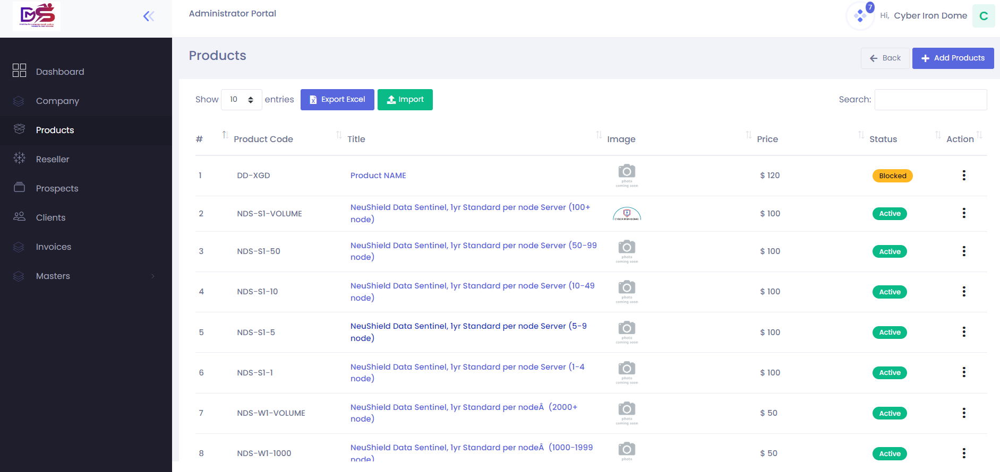 DMS
Distribution management system
Administrator Portal
7
Hi, Cyber Iron Dome
C
Dashboard
Company
Products
Reseller
Prospects
Clients
Invoices
Masters
Products
Back
Add Products
Show 10 entries
Export Excel
Import
Search:
# Product Code Title Image Price Status Action
1 DD-XGD Product NAME photo coming soon $ 120 Blocked
2 NDS-S1-VOLUME NeuShield Data Sentinel, 1yr Standard per node Server (100+
node) CYBER IRON DOME $ 100 Active
3 NDS-S1-50 NeuShield Data Sentinel, 1yr Standard per node Server (50-99
node) photo coming soon $ 100 Active
4 NDS-S1-10 NeuShield Data Sentinel, 1yr Standard per node Server (10-49
node) photo coming soon $ 100 Active
5 NDS-S1-5 NeuShield Data Sentinel, 1yr Standard per node Server (5-9
node) photo coming soon $ 100 Active
6 NDS-S1-1 NeuShield Data Sentinel, 1yr Standard per node Server (1-4
node) photo coming soon $ 100 Active
7 NDS-W1-VOLUME NeuShield Data Sentinel, 1yr Standard per nodeÂ (2000+
node) photo coming soon $ 50 Active
8 NDS-W1-1000 NeuShield Data Sentinel, 1yr Standard per nodeÂ (1000-1999
node) photo $ 50 Active